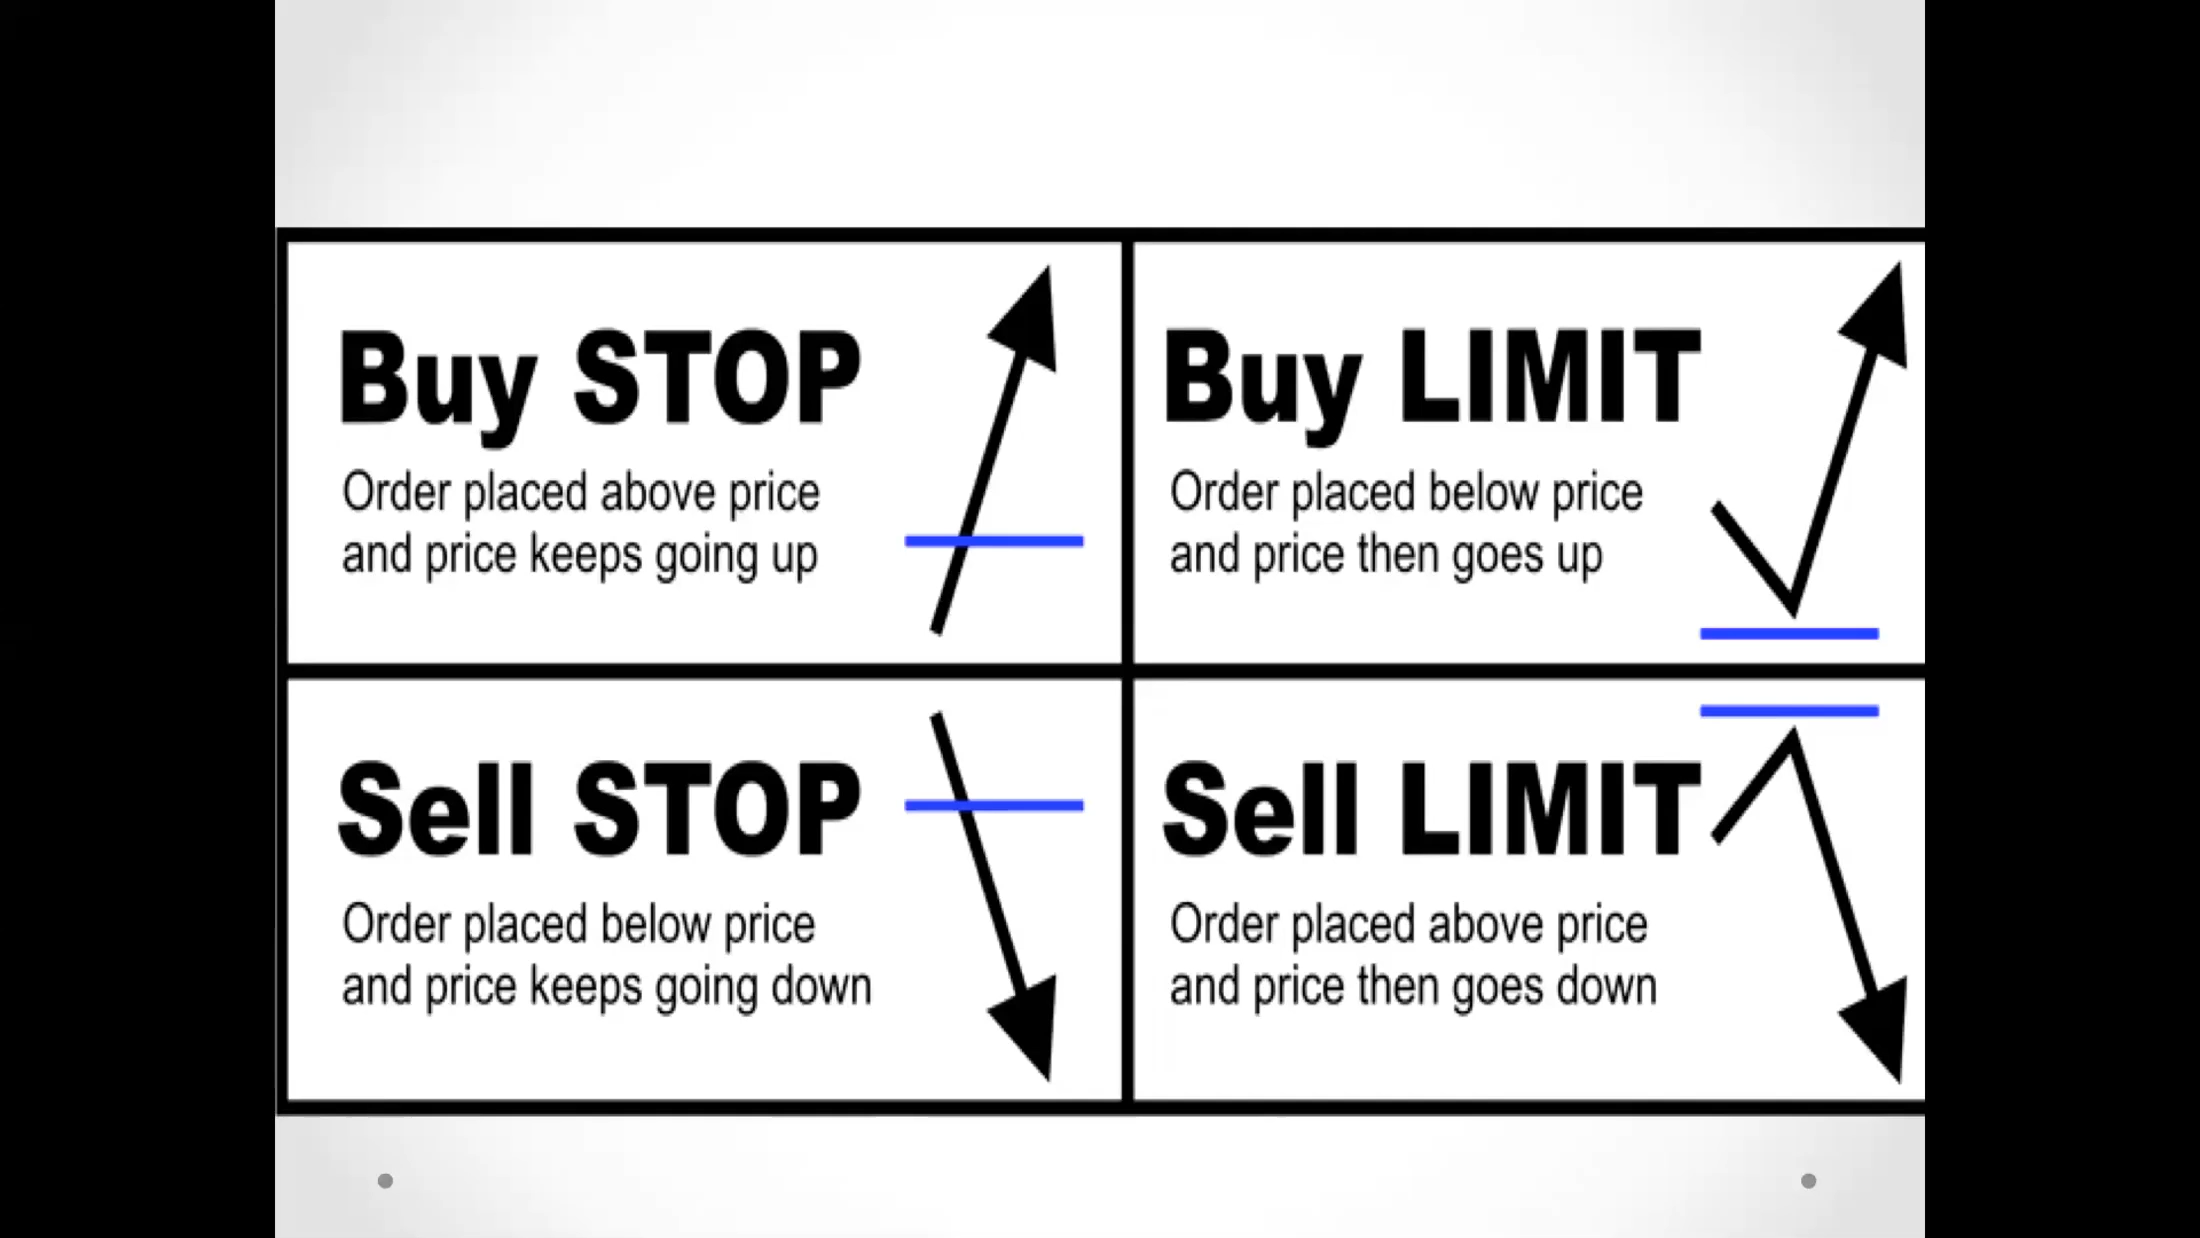 Buy STOP
Order placed above price
and price keeps going up
Buy LIMIT
Order placed below price
and price then goes up
Sell STOP
Order placed below price
and price keeps going down
Sell LIMIT
Order placed above price
and price then goes down